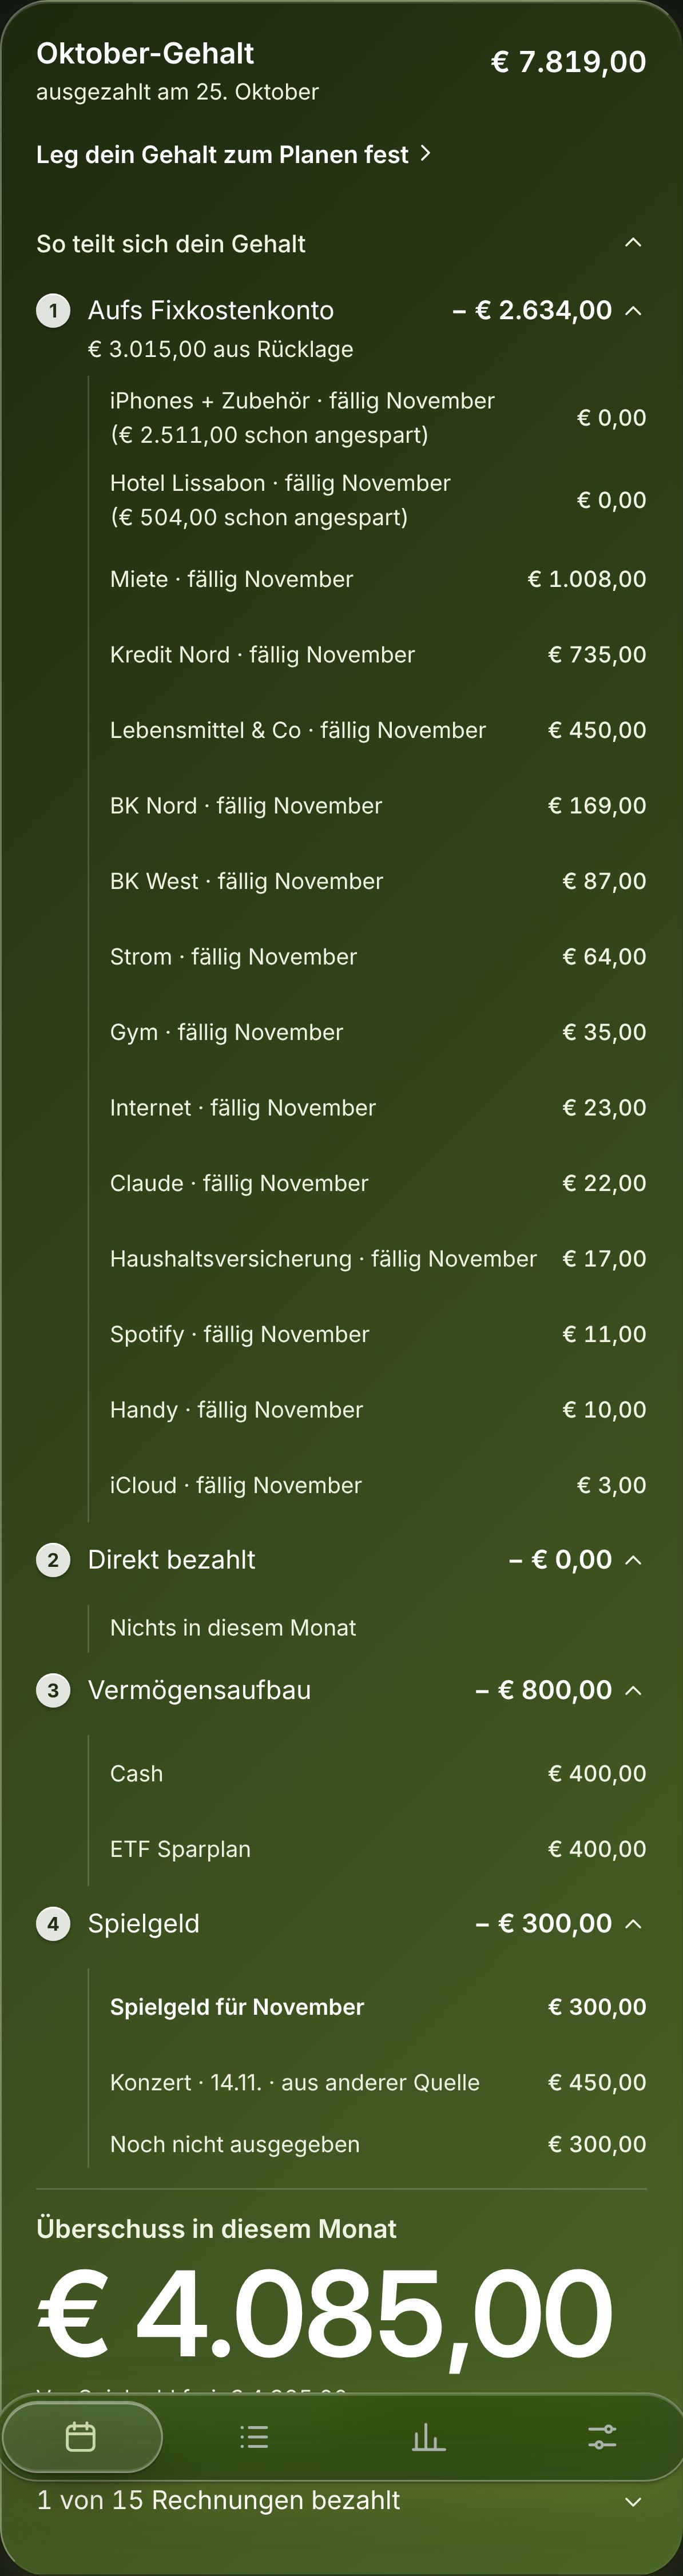 Oktober-Gehalt
€ 7.819,00
ausgezahlt am 25. Oktober
Leg dein Gehalt zum Planen fest
So teilt sich dein Gehalt
1 Aufs Fixkostenkonto – € 2.634,00
€ 3.015,00 aus Rücklage
iPhones + Zubehör · fällig November
(€ 2.511,00 schon angespart)
€ 0,00
Hotel Lissabon · fällig November
(€ 504,00 schon angespart)
€ 0,00
Miete · fällig November € 1.008,00
Kredit Nord · fällig November € 735,00
Lebensmittel & Co · fällig November € 450,00
BK Nord · fällig November € 169,00
BK West · fällig November € 87,00
Strom · fällig November € 64,00
Gym · fällig November € 35,00
Internet · fällig November € 23,00
Claude · fällig November € 22,00
Haushaltsversicherung · fällig November € 17,00
Spotify · fällig November € 11,00
Handy · fällig November € 10,00
iCloud · fällig November € 3,00
2 Direkt bezahlt – € 0,00
Nichts in diesem Monat
3 Vermögensaufbau – € 800,00
Cash € 400,00
ETF Sparplan € 400,00
4 Spielgeld – € 300,00
Spielgeld für November € 300,00
Konzert · 14.11. · aus anderer Quelle € 450,00
Noch nicht ausgegeben € 300,00
Überschuss in diesem Monat
€ 4.085,00
1 von 15 Rechnungen bezahlt